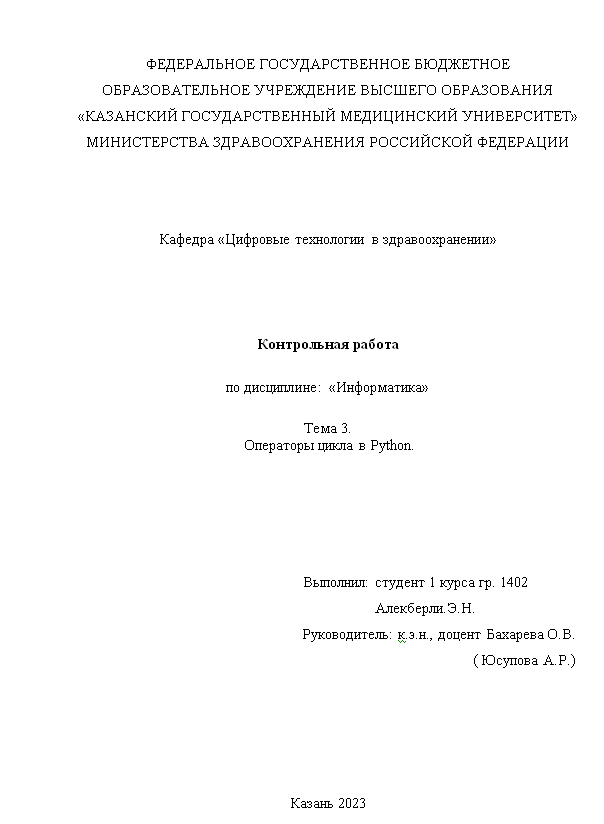 ФЕДЕРАЛЬНОЕ ГОСУДАРСТВЕННОЕ БЮДЖЕТНОЕ
ОБРАЗОВАТЕЛЬНОЕ УЧРЕЖДЕНИЕ ВЫСШЕГО ОБРАЗОВАНИЯ
«КАЗАНСКИЙ ГОСУДАРСТВЕННЫЙ МЕДИЦИНСКИЙ УНИВЕРСИТЕТ»
МИНИСТЕРСТВА ЗДРАВООХРАНЕНИЯ РОССИЙСКОЙ ФЕДЕРАЦИИ
Кафедра «Цифровые технологии в здравоохранении»
Контрольная работа
по дисциплине: «Информатика»
Тема 3.
Операторы цикла в Python.
Выполнил: студент 1 курса гр. 1402
Алекберли.Э.Н.
Руководитель: к.э.н., доцент Бахарева О.В.
( Юсупова А.Р.)
Казань 2023